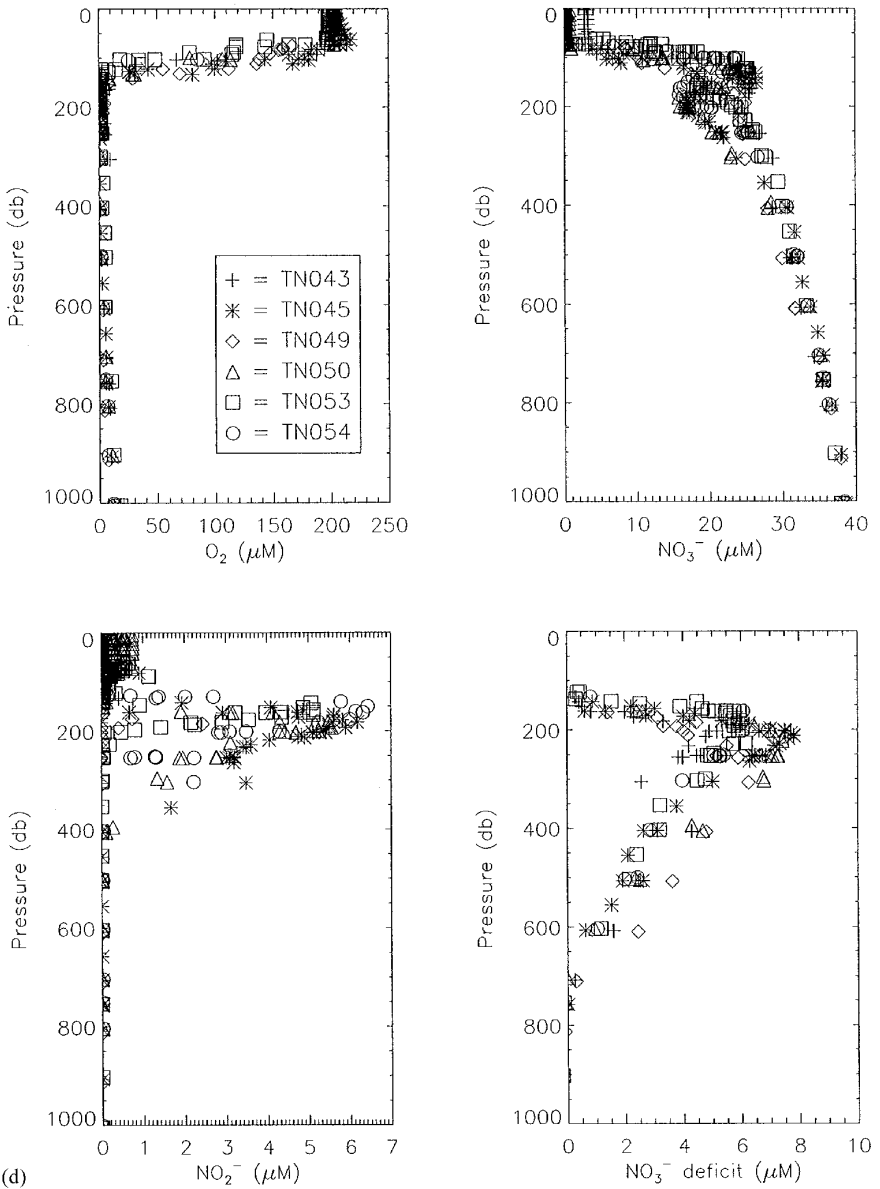 0
200
400
600
800
1000
Pressure (db)
0 50 100 150 200 250
O₂ (μM)
+ = TN043
✳ = TN045
◇ = TN049
△ = TN050
□ = TN053
○ = TN054
0
200
400
600
800
1000
Pressure (db)
0 10 20 30 40
NO₃⁻ (μM)
0
200
400
600
800
1000
Pressure (db)
0 1 2 3 4 5 6 7
NO₂⁻ (μM)
0
200
400
600
800
1000
Pressure (db)
0 2 4 6 8 10
NO₃⁻ deficit (μM)
(d)